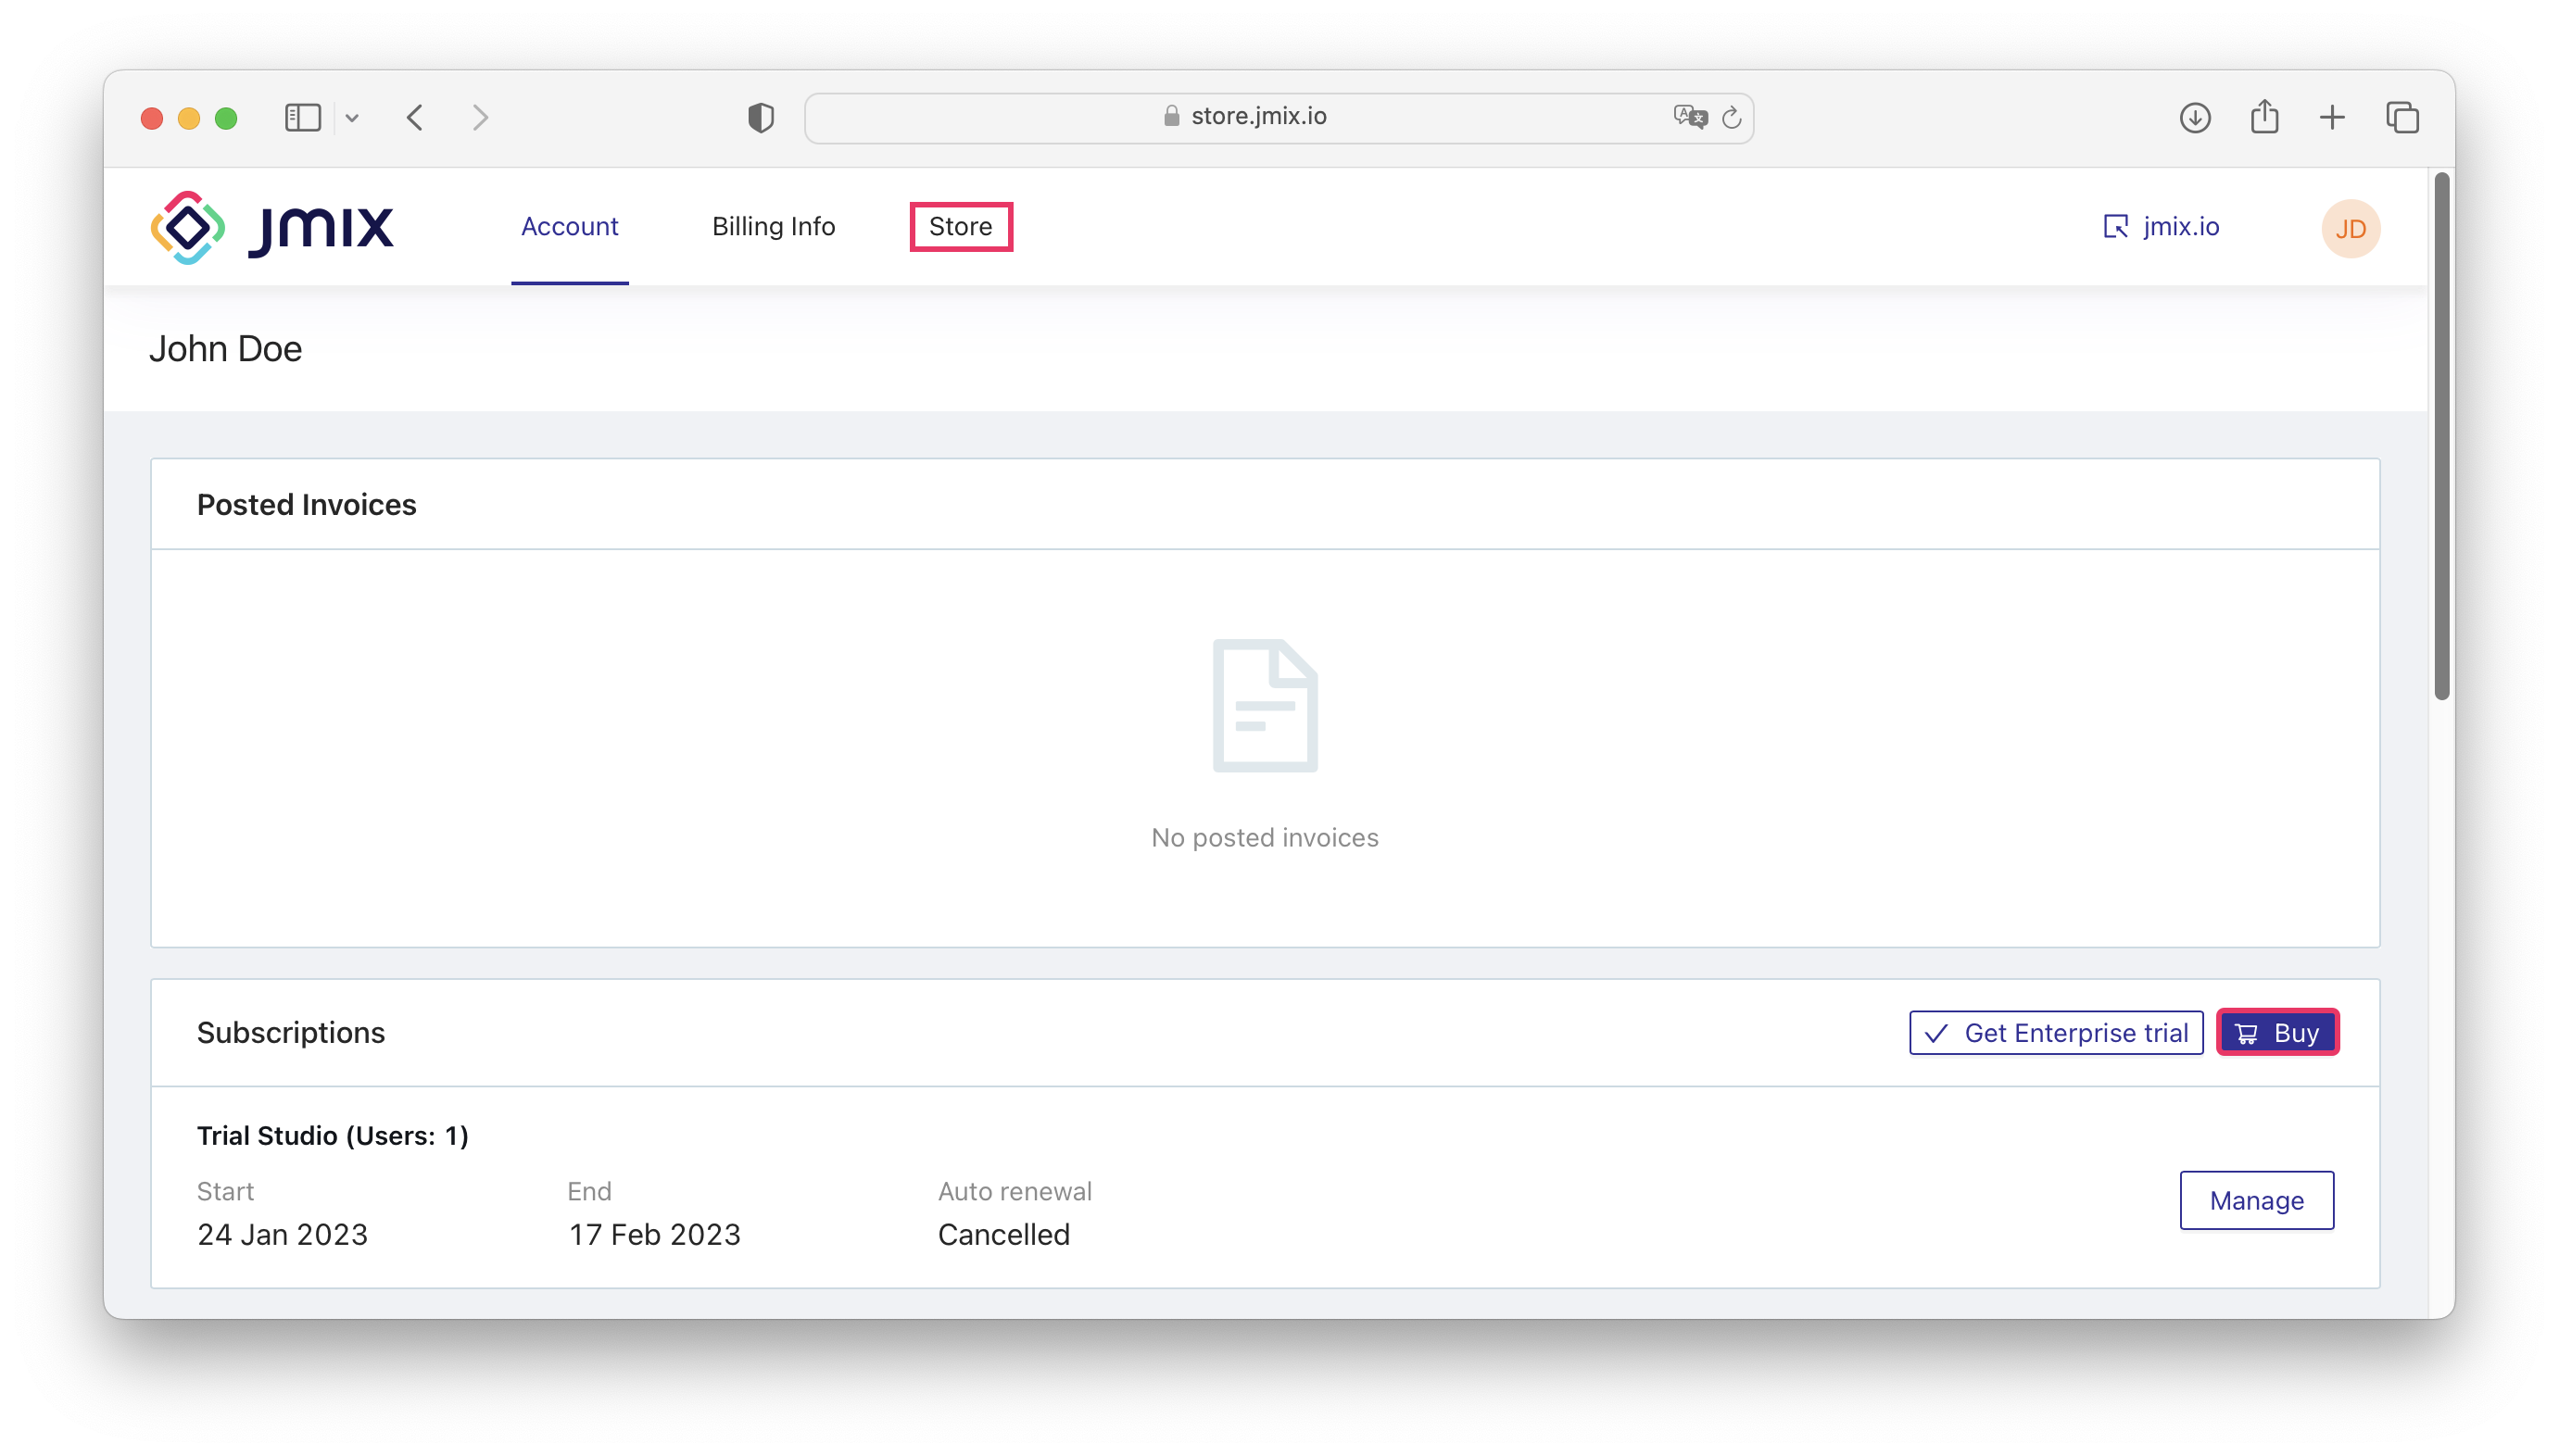 store.jmix.io
Jmix Account Billing Info Store jmix.io JD
John Doe
Posted Invoices
No posted invoices
Subscriptions Get Enterprise trial Buy
Trial Studio (Users: 1)
Start End Auto renewal
24 Jan 2023 17 Feb 2023 Cancelled
Manage